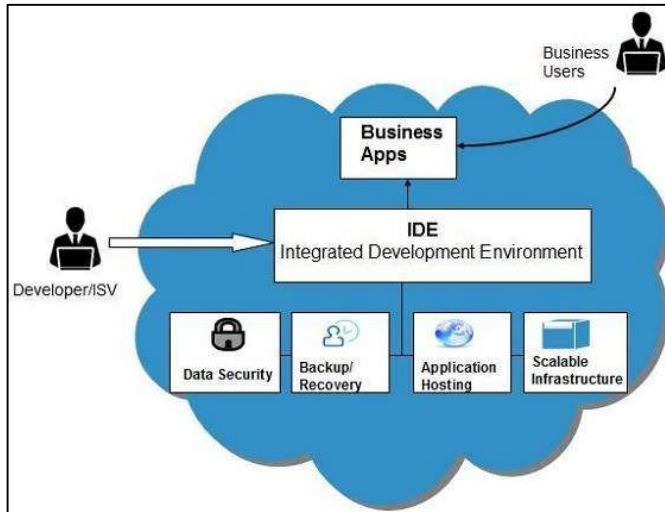 Business
Users
Business
Apps
IDE
Integrated Development Environment
Developer/ISV
Data Security
Backup/
Recovery
Application
Hosting
Scalable
Infrastructure